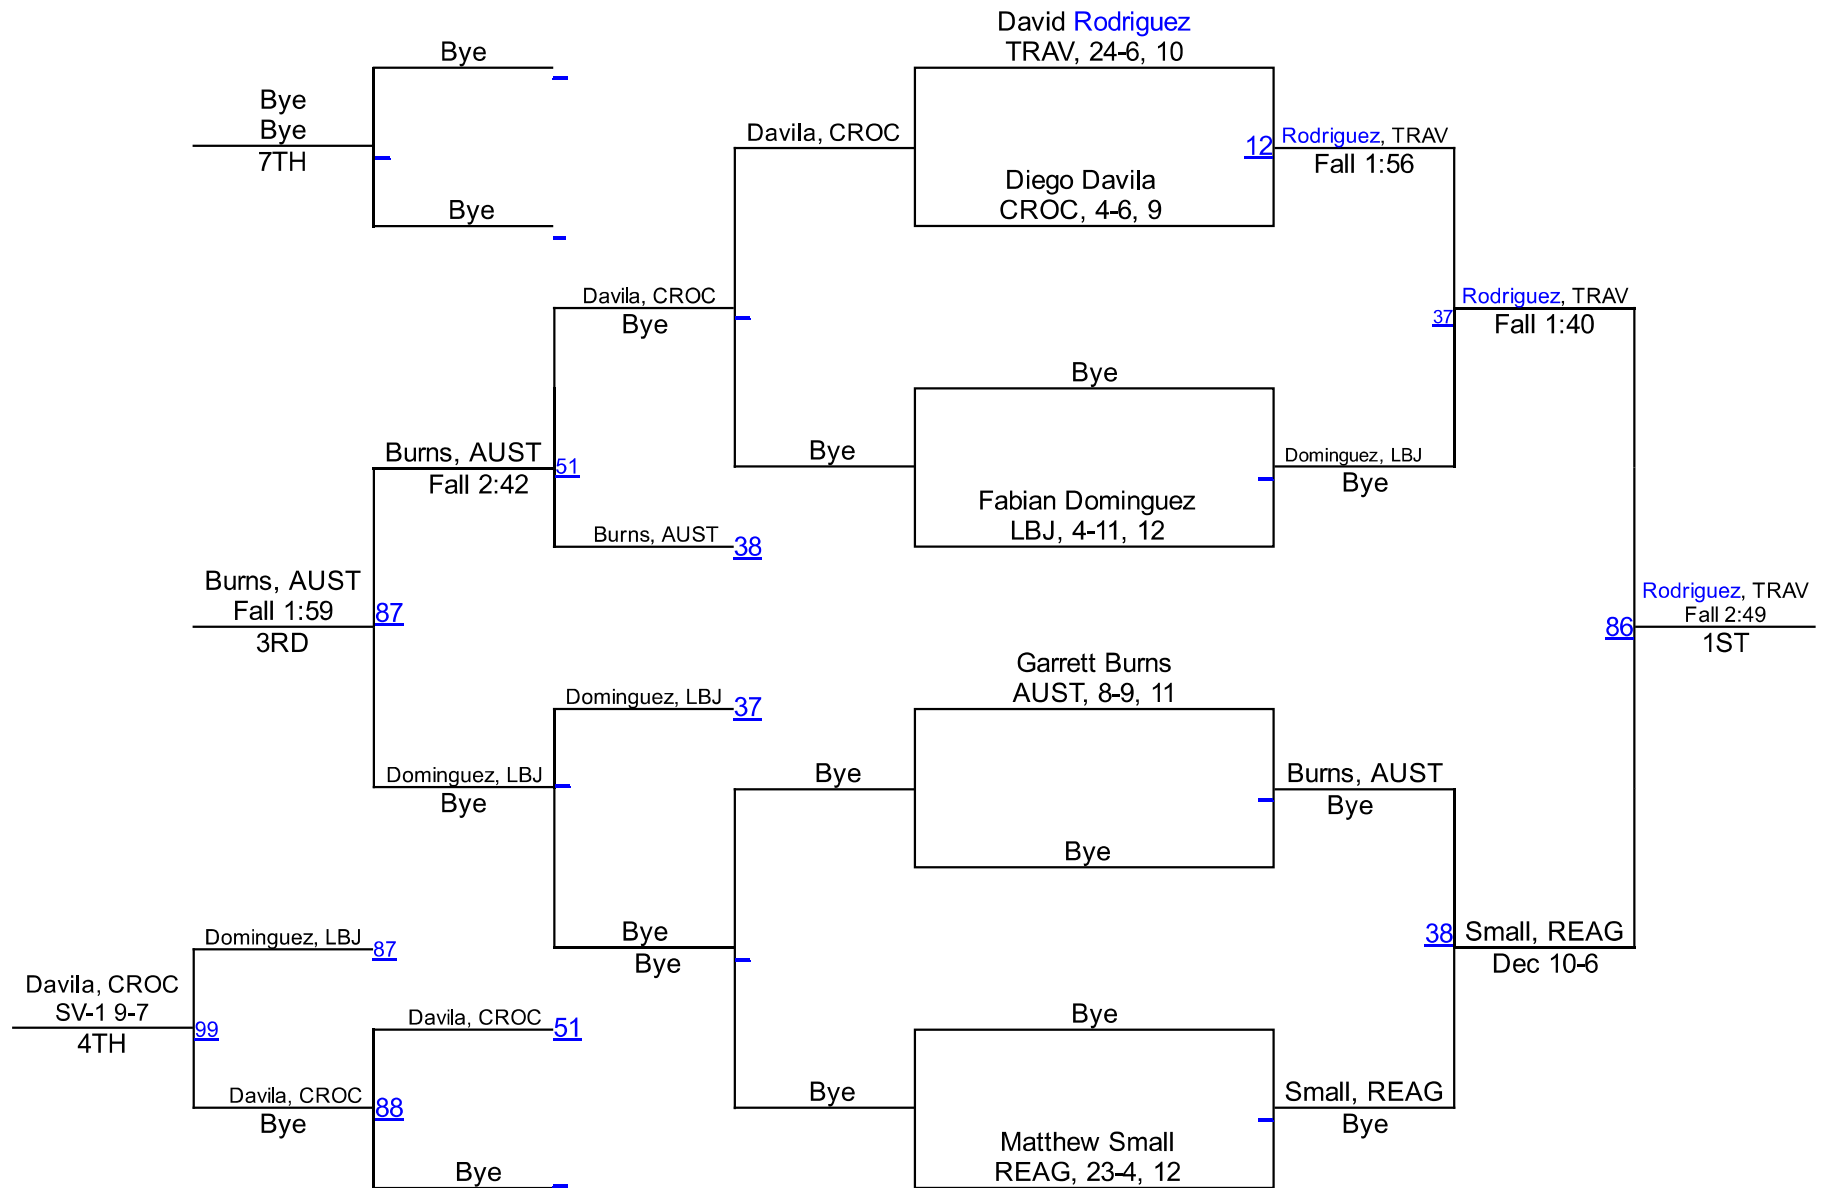 David Rodriguez
TRAV, 24-6, 10
Bye
Bye
Bye
7TH
Bye
Davila, CROC
12
Rodriguez, TRAV
Fall 1:56
Diego Davila
CROC, 4-6, 9
Davila, CROC
Bye
Rodriguez, TRAV
37
Fall 1:40
Bye
Burns, AUST
Fall 2:42
51
Bye
Dominguez, LBJ
Bye
Fabian Dominguez
LBJ, 4-11, 12
Burns, AUST
38
Burns, AUST
Fall 1:59
87
3RD
Rodriguez, TRAV
Fall 2:49
86
1ST
Garrett Burns
AUST, 8-9, 11
Dominguez, LBJ
37
Dominguez, LBJ
Bye
Bye
Burns, AUST
Bye
Bye
Bye
Bye
38
Small, REAG
Dec 10-6
Dominguez, LBJ
87
Davila, CROC
SV-1 9-7
99
4TH
Davila, CROC
51
Bye
Davila, CROC
88
Bye
Bye
Small, REAG
Bye
Matthew Small
REAG, 23-4, 12
Bye